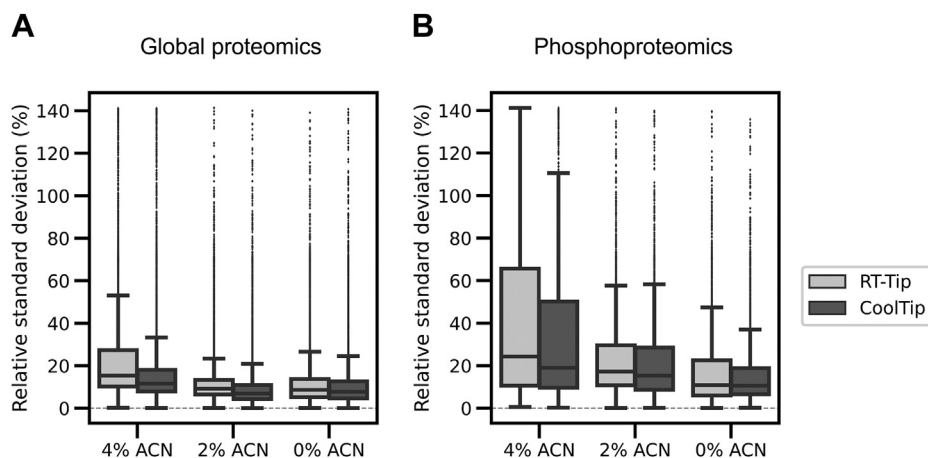 A
Global proteomics
Relative standard deviation (%)
140
120
100
80
60
40
20
0
4% ACN 2% ACN 0% ACN
B
Phosphoproteomics
Relative standard deviation (%)
140
120
100
80
60
40
20
0
4% ACN 2% ACN 0% ACN
RT-Tip
CoolTip